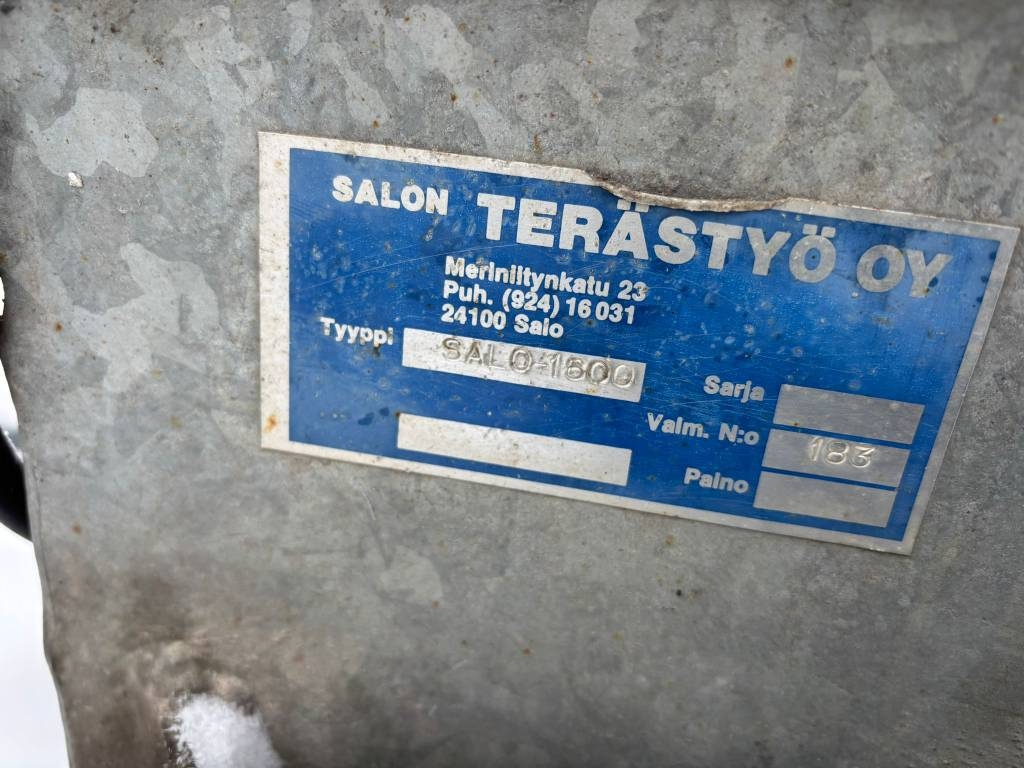 SALON TERÄSTYÖ OY
Meriniitynkatu 23
Puh. (924) 16 031
24100 Salo
Tyyppi SALO-1600
Sarja
Valm. N:o 183
Paino